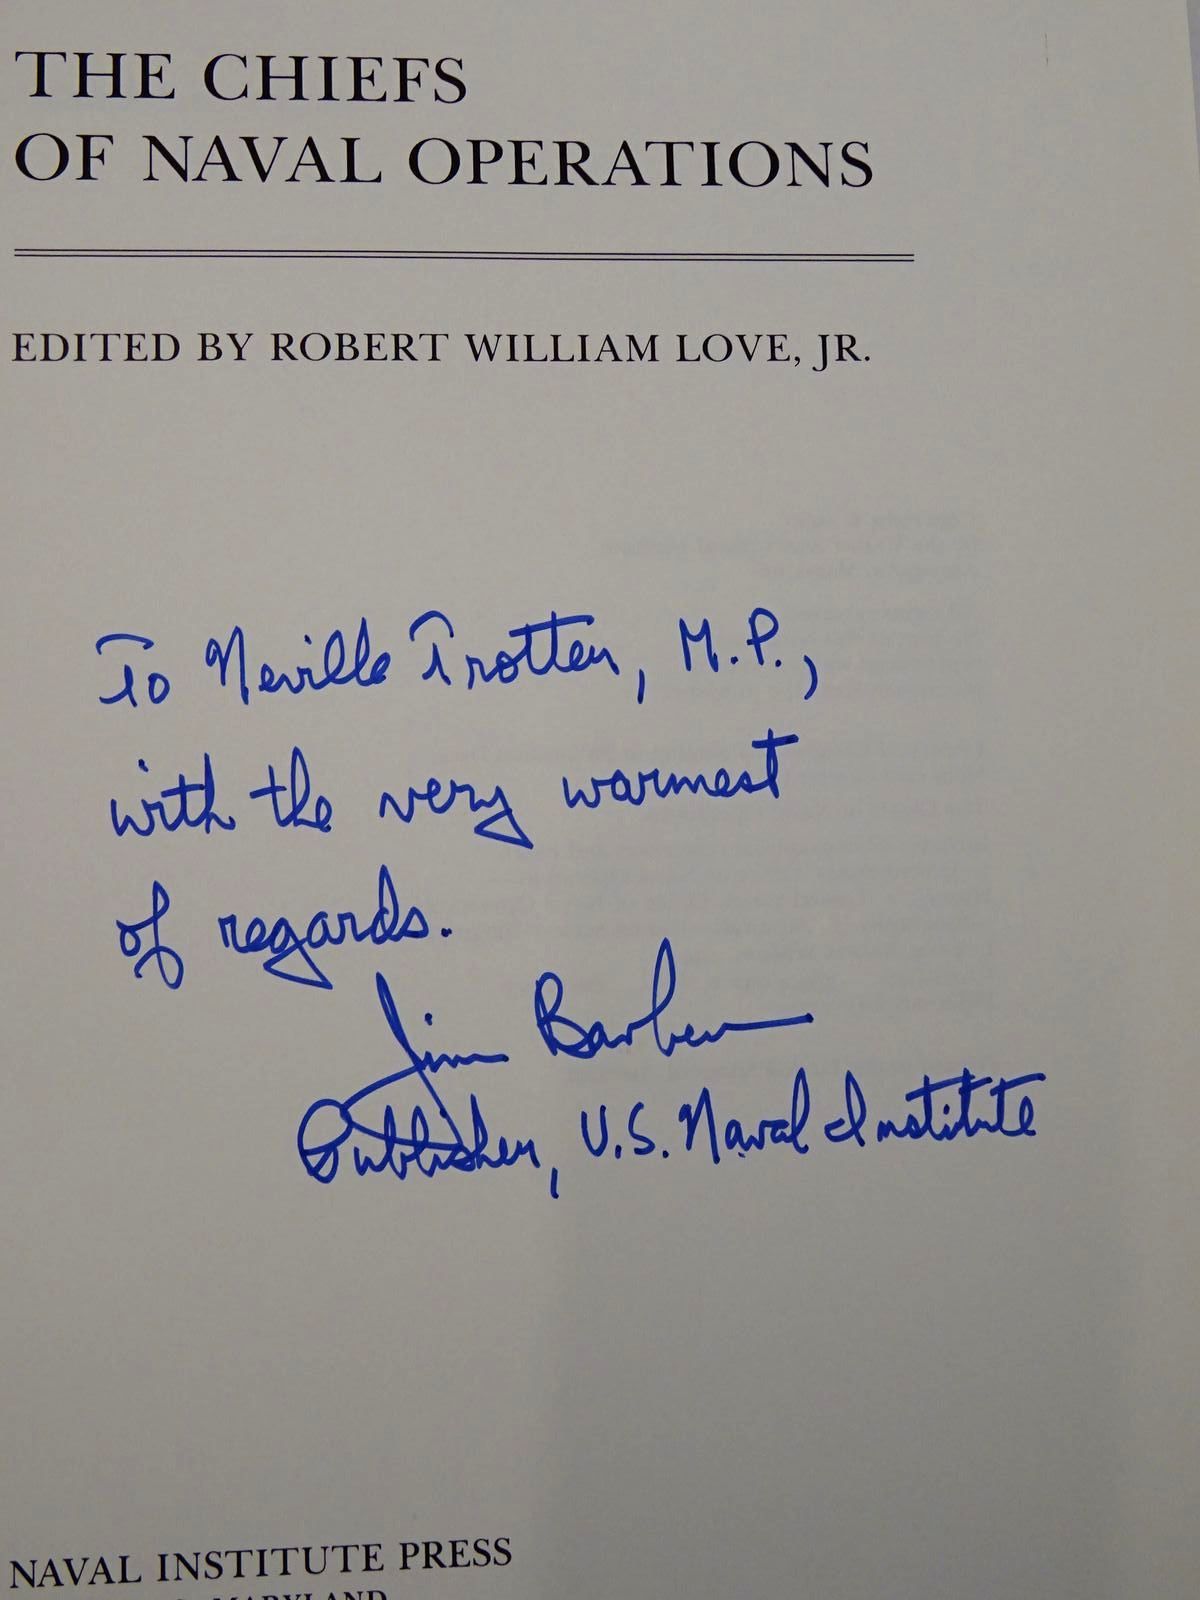 THE CHIEFS
OF NAVAL OPERATIONS
EDITED BY ROBERT WILLIAM LOVE, JR.
To Neville Trotter, M.P.,
with the very warmest
of regards.
Jim Barber
Publisher, U.S. Naval Institute
NAVAL INSTITUTE PRESS
MARYLAND